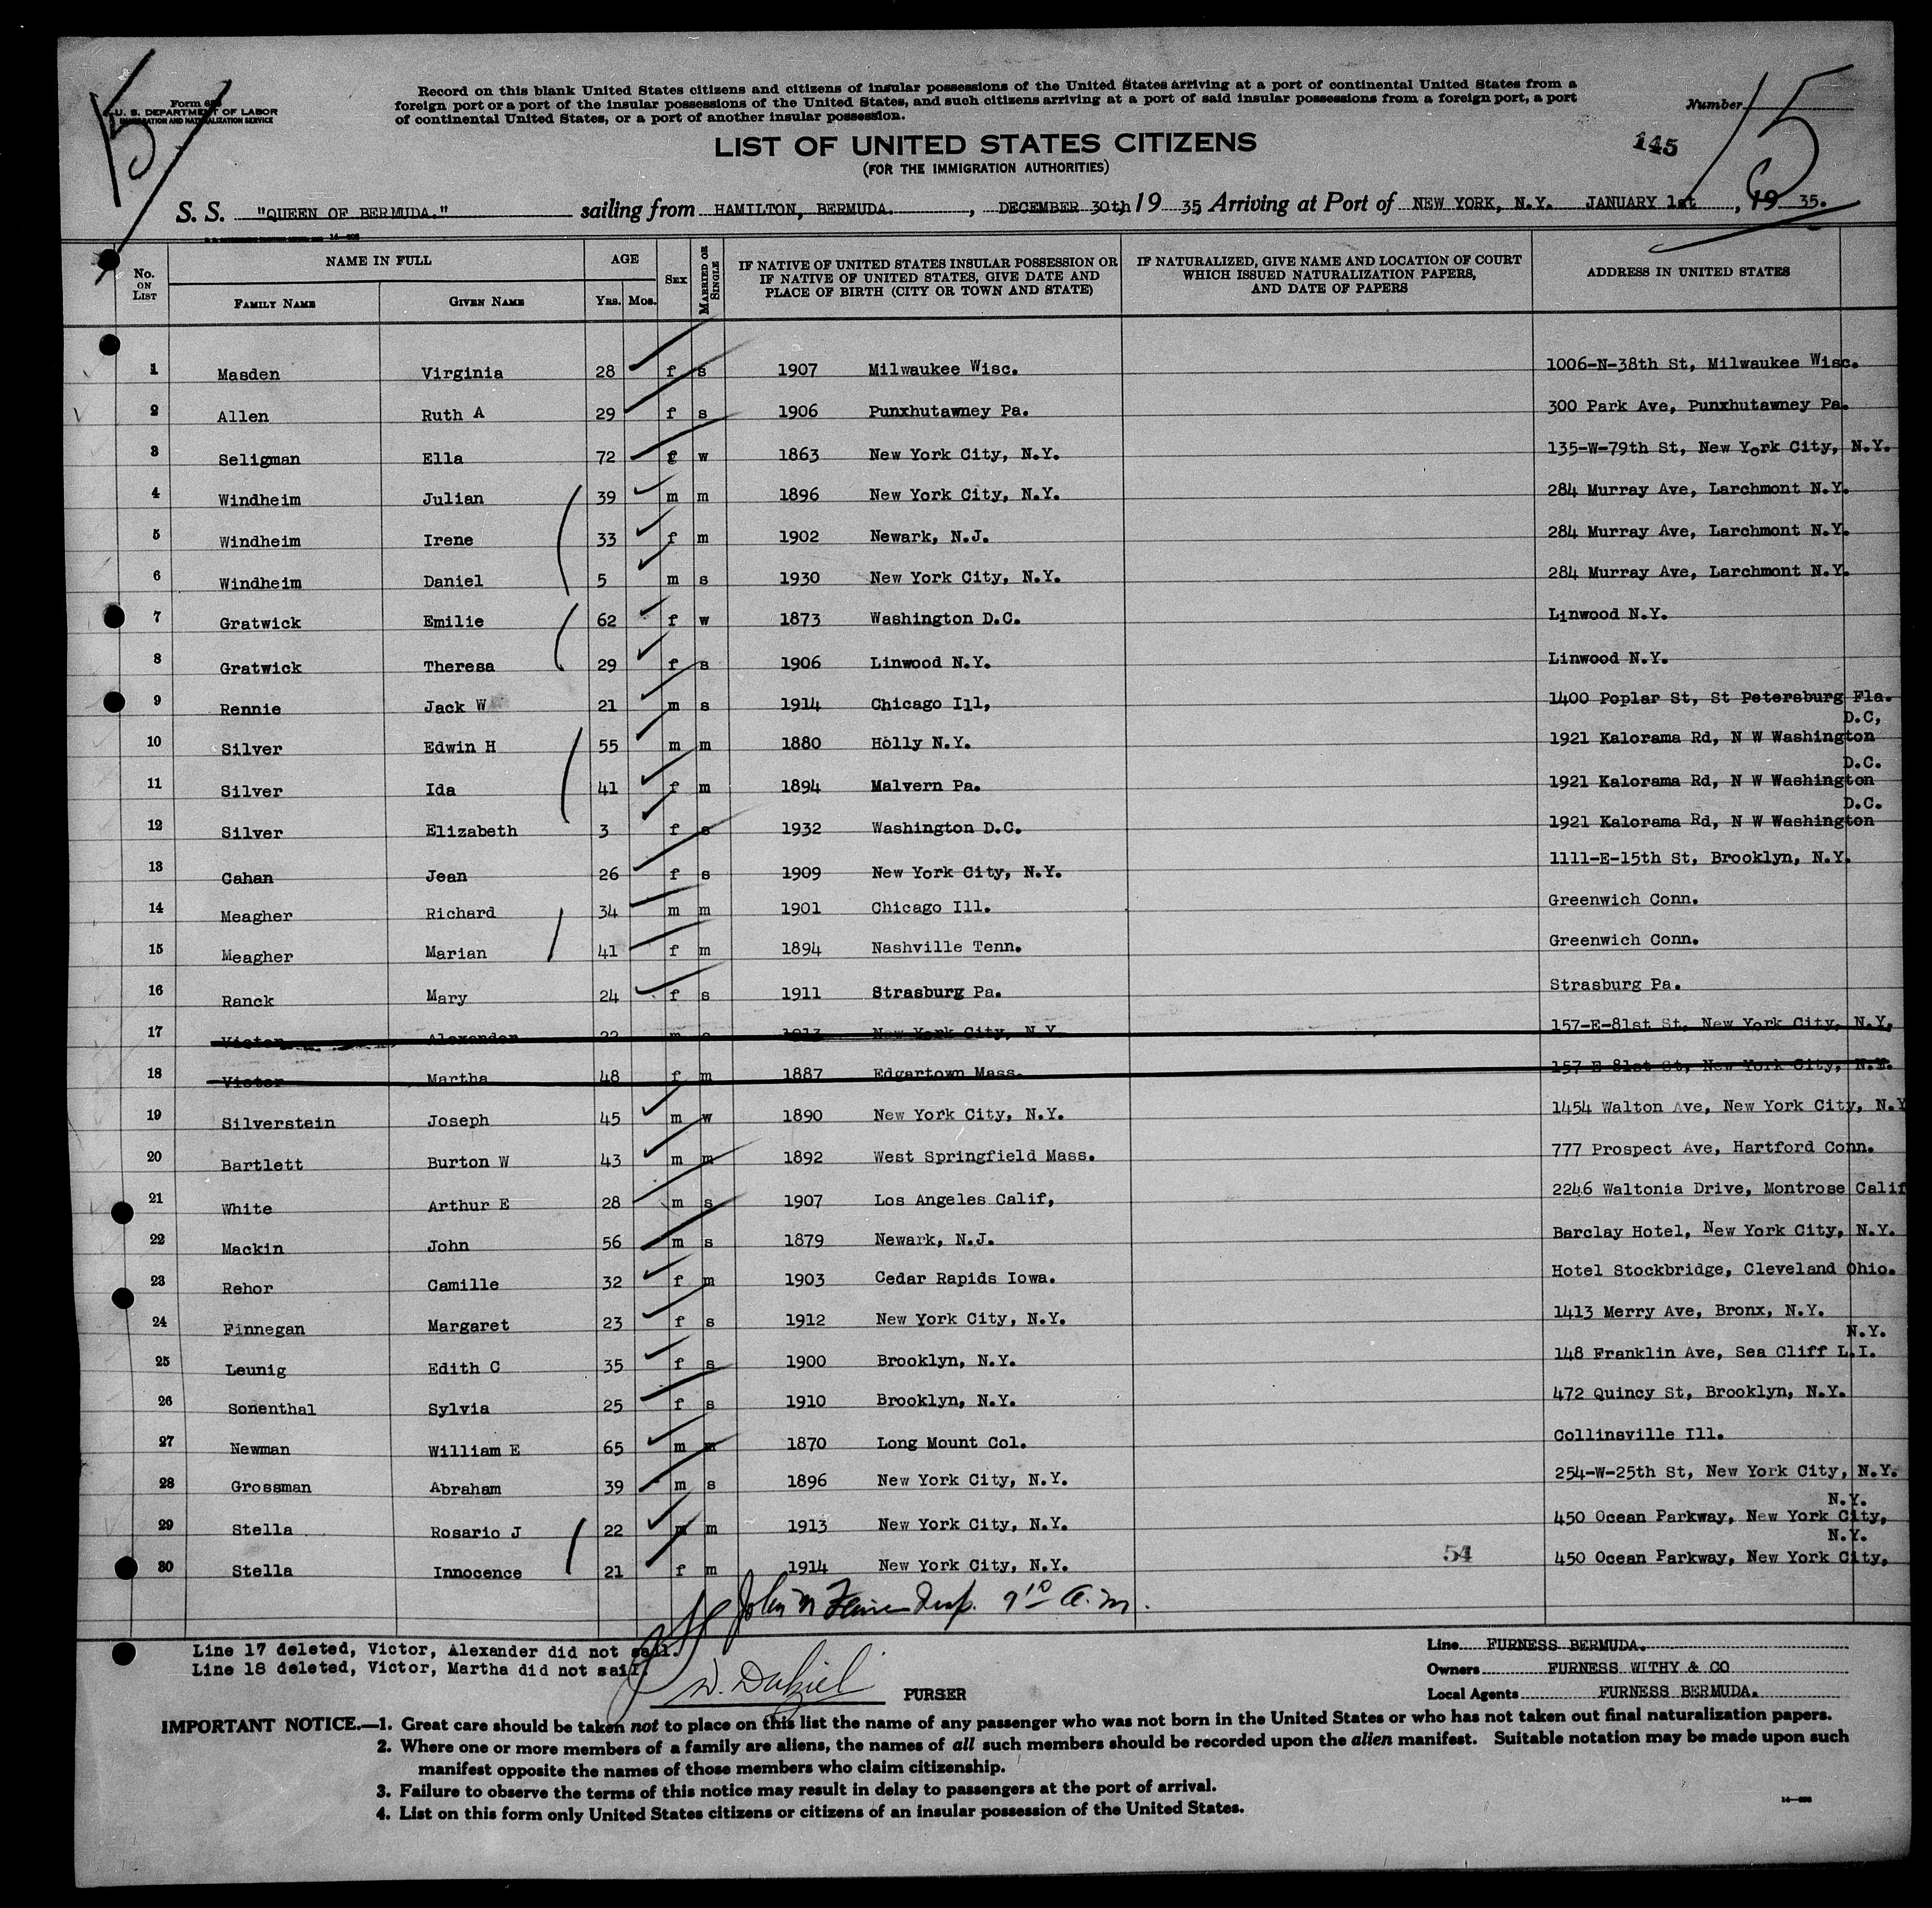 Form 630
U. S. DEPARTMENT OF LABOR
IMMIGRATION AND NATURALIZATION SERVICE
Record on this blank United States citizens and citizens of insular possessions of the United States arriving at a port of continental United States from a
foreign port or a port of the insular possessions of the United States, and such citizens arriving at a port of said insular possessions from a foreign port, a port
of continental United States, or a port of another insular possession.
Number
5
15
LIST OF UNITED STATES CITIZENS
145
(FOR THE IMMIGRATION AUTHORITIES)
S. S. "QUEEN OF BERMUDA." sailing from HAMILTON, BERMUDA. , DECEMBER 30th, 19 35, Arriving at Port of NEW YORK, N.Y. JANUARY 1st , 19 35.
No. ON LIST NAME IN FULL FAMILY NAME GIVEN NAME AGE YRS. MOS. SEX MARRIED OR SINGLE IF NATIVE OF UNITED STATES INSULAR POSSESSION OR IF NATIVE OF UNITED STATES, GIVE DATE AND PLACE OF BIRTH (CITY OR TOWN AND STATE) IF NATURALIZED, GIVE NAME AND LOCATION OF COURT WHICH ISSUED NATURALIZATION PAPERS, AND DATE OF PAPERS ADDRESS IN UNITED STATES
1 Masden Virginia 28 f s 1907 Milwaukee Wisc. 1006-N-38th St, Milwaukee Wisc.
2 Allen Ruth A 29 f s 1906 Punxhutawney Pa. 300 Park Ave, Punxhutawney Pa.
3 Seligman Ella 72 f w 1863 New York City, N.Y. 135-W-79th St, New York City, N.Y.
4 Windheim Julian 39 m m 1896 New York City, N.Y. 284 Murray Ave, Larchmont N.Y.
5 Windheim Irene 33 f m 1902 Newark, N.J. 284 Murray Ave, Larchmont N.Y.
6 Windheim Daniel 5 m s 1930 New York City, N.Y. 284 Murray Ave, Larchmont N.Y.
7 Gratwick Emilie 62 f w 1873 Washington D.C. Linwood N.Y.
8 Gratwick Theresa 29 f s 1906 Linwood N.Y. Linwood N.Y.
9 Rennie Jack W 21 m s 1914 Chicago Ill, 1400 Poplar St, St Petersburg Fla.
10 Silver Edwin H 55 m m 1880 Holly N.Y. 1921 Kalorama Rd, N W Washington D.C,
11 Silver Ida 41 f m 1894 Malvern Pa. 1921 Kalorama Rd, N W Washington D.C.
12 Silver Elizabeth 3 f s 1932 Washington D.C. 1921 Kalorama Rd, N W Washington D.C.
13 Cahan Jean 26 f s 1909 New York City, N.Y. 1111-E-15th St, Brooklyn, N.Y.
14 Meagher Richard 34 m m 1901 Chicago Ill. Greenwich Conn.
15 Meagher Marian 41 f m 1894 Nashville Tenn. Greenwich Conn.
16 Ranck Mary 24 f s 1911 Strasburg Pa. Strasburg Pa.
17 Victor Alexander 22 m s 1913 New York City, N.Y. 157-E-81st St, New York City, N.Y,
18 Victor Martha 48 f m 1887 Edgartown Mass. 157 E 81st St, New York City, N.Y.
19 Silverstein Joseph 45 m w 1890 New York City, N.Y. 1454 Walton Ave, New York City, N.Y
20 Bartlett Burton W 43 m m 1892 West Springfield Mass. 777 Prospect Ave, Hartford Conn.
21 White Arthur E 28 m s 1907 Los Angeles Calif, 2246 Waltonia Drive, Montrose Calif
22 Mackin John 56 m s 1879 Newark, N.J. Barclay Hotel, New York City, N.Y.
23 Rehor Camille 32 f m 1903 Cedar Rapids Iowa. Hotel Stockbridge, Cleveland Ohio.
24 Finnegan Margaret 23 f s 1912 New York City, N.Y. 1413 Merry Ave, Bronx, N.Y.
25 Leunig Edith C 35 f s 1900 Brooklyn, N.Y. 148 Franklin Ave, Sea Cliff L.I. N.Y.
26 Sonenthal Sylvia 25 f s 1910 Brooklyn, N.Y. 472 Quincy St, Brooklyn, N.Y.
27 Newman William E 65 m m 1870 Long Mount Col. Collinsville Ill.
28 Grossman Abraham 39 m s 1896 New York City, N.Y. 254-W-25th St, New York City, N.Y.
29 Stella Rosario J 22 m m 1913 New York City, N.Y. 450 Ocean Parkway, New York City, N.Y.
30 Stella Innocence 21 f m 1914 New York City, N.Y. 54 450 Ocean Parkway, New York City, N.Y.
John Insp. 9 10 A.M.
Line 17 deleted, Victor, Alexander did not sail.
Line 18 deleted, Victor, Martha did not sail.
W. Dalziel PURSER
Line FURNESS BERMUDA.
Owners FURNESS WITHY & CO
Local Agents FURNESS BERMUDA.
IMPORTANT NOTICE.—1. Great care should be taken not to place on this list the name of any passenger who was not born in the United States or who has not taken out final naturalization papers.
2. Where one or more members of a family are aliens, the names of all such members should be recorded upon the alien manifest. Suitable notation may be made upon such
manifest opposite the names of those members who claim citizenship.
3. Failure to observe the terms of this notice may result in delay to passengers at the port of arrival.
4. List on this form only United States citizens or citizens of an insular possession of the United States.